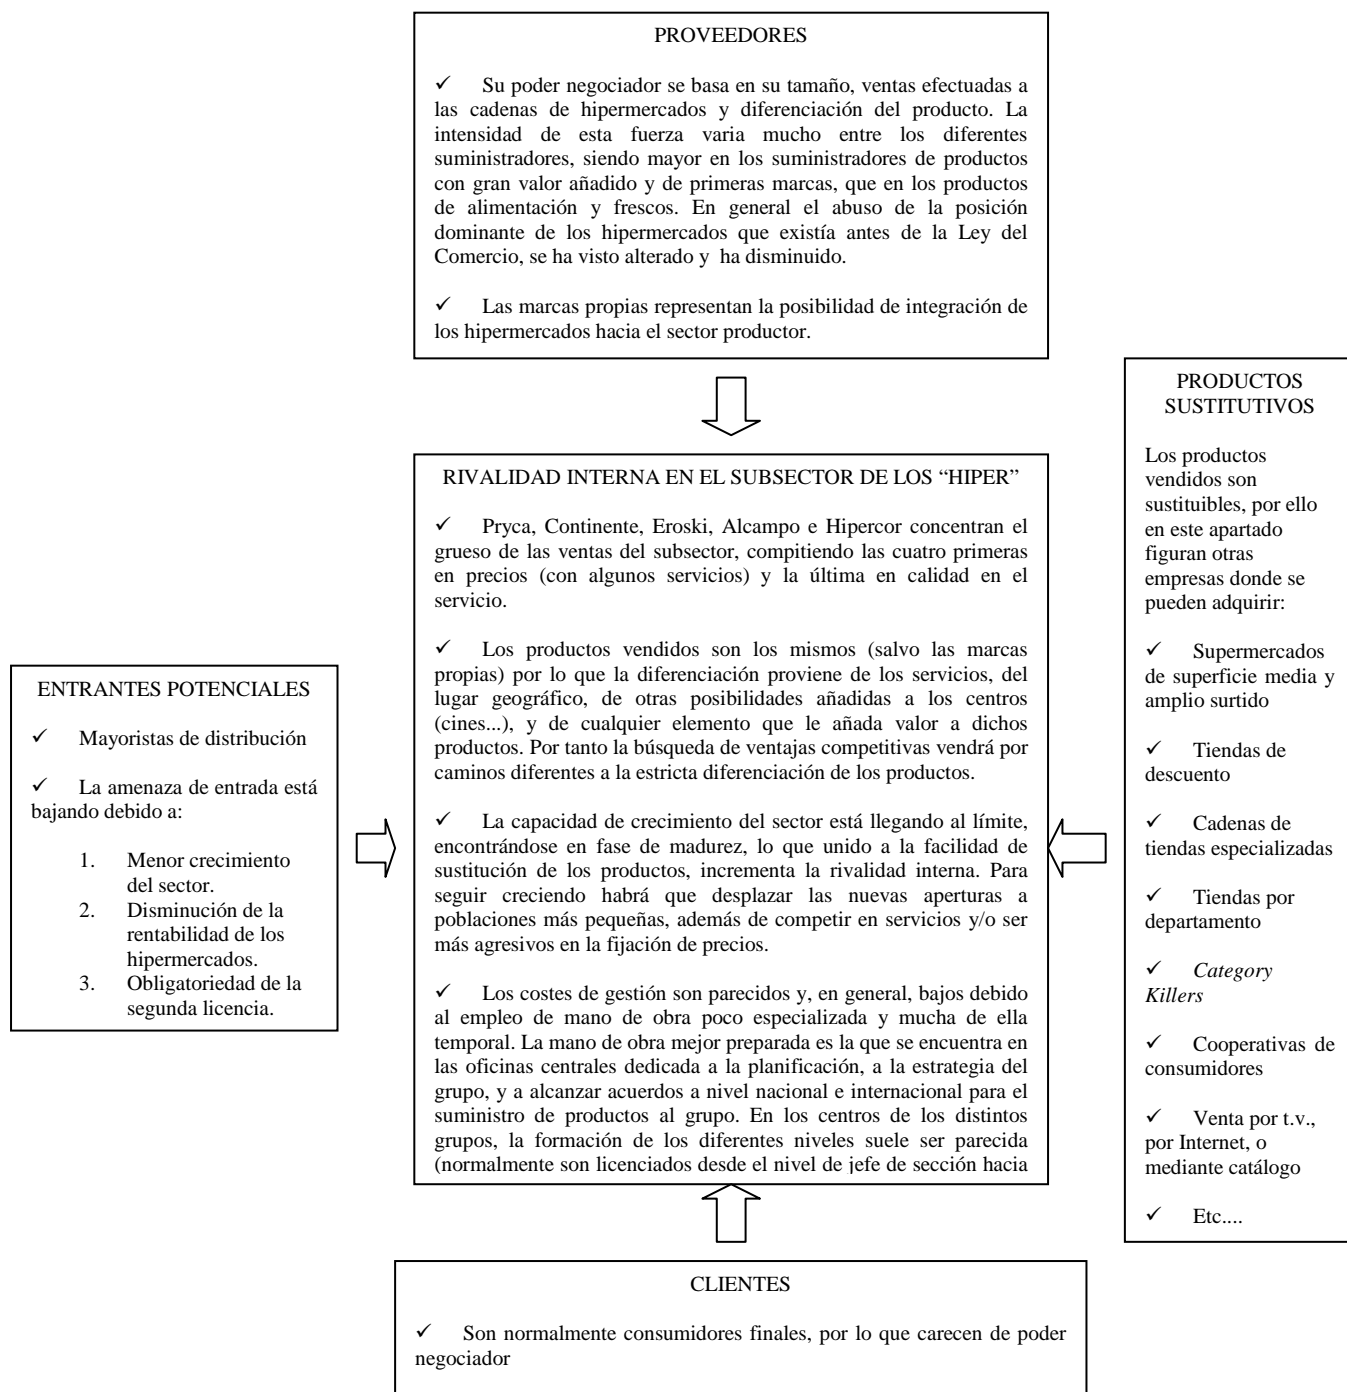 PROVEEDORES
✓ Su poder negociador se basa en su tamaño, ventas efectuadas a
las cadenas de hipermercados y diferenciación del producto. La
intensidad de esta fuerza varia mucho entre los diferentes
suministradores, siendo mayor en los suministradores de productos
con gran valor añadido y de primeras marcas, que en los productos
de alimentación y frescos. En general el abuso de la posición
dominante de los hipermercados que existía antes de la Ley del
Comercio, se ha visto alterado y ha disminuido.
✓ Las marcas propias representan la posibilidad de integración de
los hipermercados hacia el sector productor.
RIVALIDAD INTERNA EN EL SUBSECTOR DE LOS “HIPER”
✓ Pryca, Continente, Eroski, Alcampo e Hipercor concentran el
grueso de las ventas del subsector, compitiendo las cuatro primeras
en precios (con algunos servicios) y la última en calidad en el
servicio.
✓ Los productos vendidos son los mismos (salvo las marcas
propias) por lo que la diferenciación proviene de los servicios, del
lugar geográfico, de otras posibilidades añadidas a los centros
(cines...), y de cualquier elemento que le añada valor a dichos
productos. Por tanto la búsqueda de ventajas competitivas vendrá por
caminos diferentes a la estricta diferenciación de los productos.
✓ La capacidad de crecimiento del sector está llegando al límite,
encontrándose en fase de madurez, lo que unido a la facilidad de
sustitución de los productos, incrementa la rivalidad interna. Para
seguir creciendo habrá que desplazar las nuevas aperturas a
poblaciones más pequeñas, además de competir en servicios y/o ser
más agresivos en la fijación de precios.
✓ Los costes de gestión son parecidos y, en general, bajos debido
al empleo de mano de obra poco especializada y mucha de ella
temporal. La mano de obra mejor preparada es la que se encuentra en
las oficinas centrales dedicada a la planificación, a la estrategia del
grupo, y a alcanzar acuerdos a nivel nacional e internacional para el
suministro de productos al grupo. En los centros de los distintos
grupos, la formación de los diferentes niveles suele ser parecida
(normalmente son licenciados desde el nivel de jefe de sección hacia
ENTRANTES POTENCIALES
✓ Mayoristas de distribución
✓ La amenaza de entrada está
bajando debido a:
1. Menor crecimiento
del sector.
2. Disminución de la
rentabilidad de los
hipermercados.
3. Obligatoriedad de la
segunda licencia.
PRODUCTOS
SUSTITUTIVOS
Los productos
vendidos son
sustituibles, por ello
en este apartado
figuran otras
empresas donde se
pueden adquirir:
✓ Supermercados
de superficie media y
amplio surtido
✓ Tiendas de
descuento
✓ Cadenas de
tiendas especializadas
✓ Tiendas por
departamento
✓ Category
Killers
✓ Cooperativas de
consumidores
✓ Venta por t.v.,
por Internet, o
mediante catálogo
✓ Etc....
CLIENTES
✓ Son normalmente consumidores finales, por lo que carecen de poder
negociador